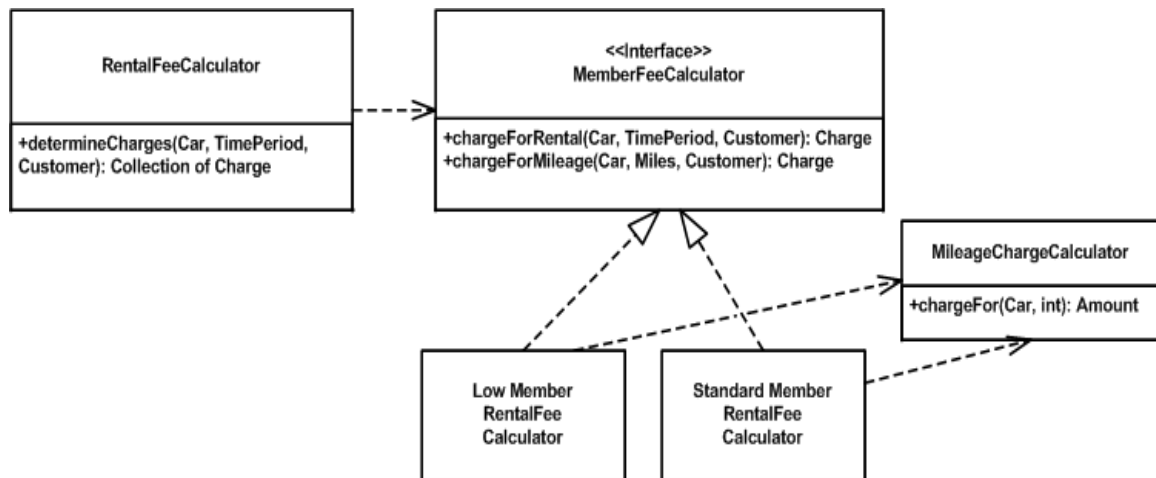 RentalFeeCalculator
+determineCharges(Car, TimePeriod,
Customer): Collection of Charge
<<Interface>>
MemberFeeCalculator
+chargeForRental(Car, TimePeriod, Customer): Charge
+chargeForMileage(Car, Miles, Customer): Charge
MileageChargeCalculator
+chargeFor(Car, int): Amount
Low Member
RentalFee
Calculator
Standard Member
RentalFee
Calculator